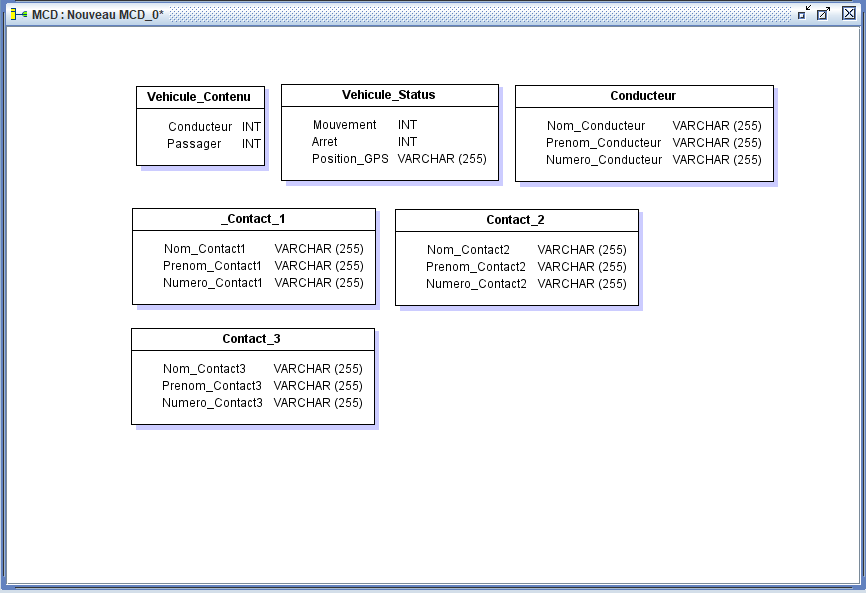 MCD : Nouveau MCD_0*
Vehicule_Contenu
Conducteur INT
Passager INT
Vehicule_Status
Mouvement INT
Arret INT
Position_GPS VARCHAR (255)
Conducteur
Nom_Conducteur VARCHAR (255)
Prenom_Conducteur VARCHAR (255)
Numero_Conducteur VARCHAR (255)
_Contact_1
Nom_Contact1 VARCHAR (255)
Prenom_Contact1 VARCHAR (255)
Numero_Contact1 VARCHAR (255)
Contact_2
Nom_Contact2 VARCHAR (255)
Prenom_Contact2 VARCHAR (255)
Numero_Contact2 VARCHAR (255)
Contact_3
Nom_Contact3 VARCHAR (255)
Prenom_Contact3 VARCHAR (255)
Numero_Contact3 VARCHAR (255)